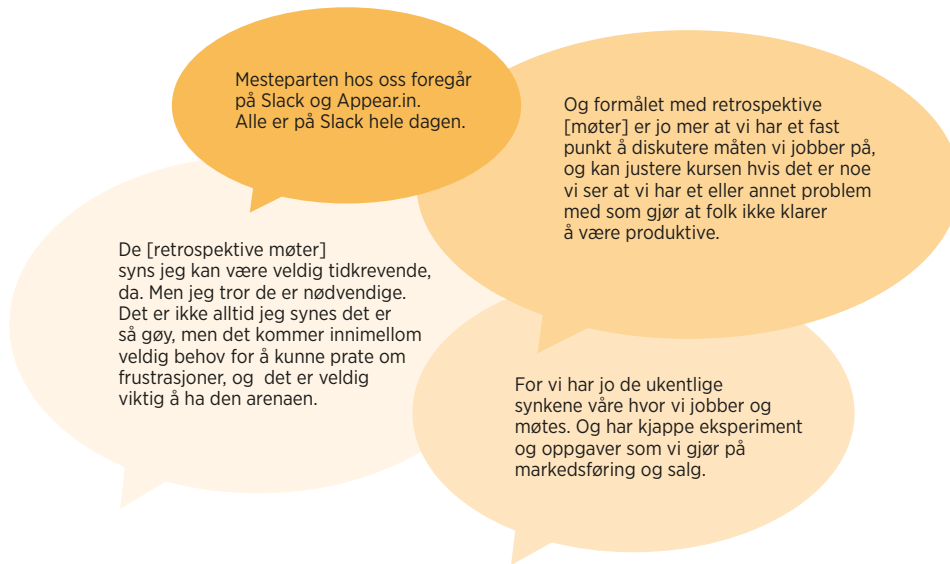 Mesteparten hos oss foregår
på Slack og Appear.in.
Alle er på Slack hele dagen.
Og formålet med retrospektive
[møter] er jo mer at vi har et fast
punkt å diskutere måten vi jobber på,
og kan justere kursen hvis det er noe
vi ser at vi har et eller annet problem
med som gjør at folk ikke klarer
å være produktive.
De [retrospektive møter]
syns jeg kan være veldig tidkrevende,
da. Men jeg tror de er nødvendige.
Det er ikke alltid jeg synes det er
så gøy, men det kommer innimellom
veldig behov for å kunne prate om
frustrasjoner, og  det er veldig
viktig å ha den arenaen.
For vi har jo de ukentlige
synkene våre hvor vi jobber og
møtes. Og har kjappe eksperiment
og oppgaver som vi gjør på
markedsføring og salg.